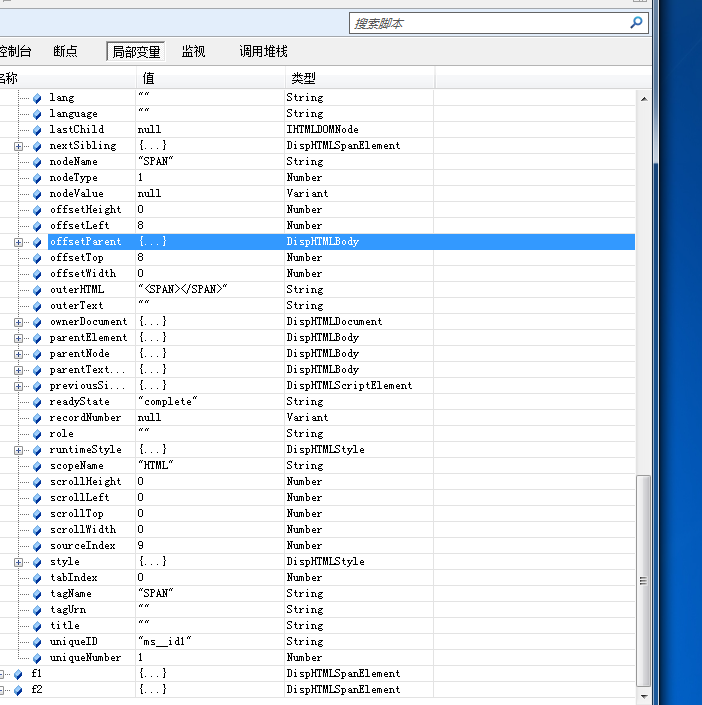 搜索脚本
控制台 断点 局部变量 监视 调用堆栈
名称 值 类型
lang "" String
language "" String
lastChild null IHTMLDOMNode
nextSibling {...} DispHTMLSpanElement
nodeName "SPAN" String
nodeType 1 Number
nodeValue null Variant
offsetHeight 0 Number
offsetLeft 8 Number
offsetParent {...} DispHTMLBody
offsetTop 8 Number
offsetWidth 0 Number
outerHTML "<SPAN></SPAN>" String
outerText "" String
ownerDocument {...} DispHTMLDocument
parentElement {...} DispHTMLBody
parentNode {...} DispHTMLBody
parentText... {...} DispHTMLBody
previousSi... {...} DispHTMLScriptElement
readyState "complete" String
recordNumber null Variant
role "" String
runtimeStyle {...} DispHTMLStyle
scopeName "HTML" String
scrollHeight 0 Number
scrollLeft 0 Number
scrollTop 0 Number
scrollWidth 0 Number
sourceIndex 9 Number
style {...} DispHTMLStyle
tabIndex 0 Number
tagName "SPAN" String
tagUrn "" String
title "" String
uniqueID "ms__id1" String
uniqueNumber 1 Number
f1 {...} DispHTMLSpanElement
f2 {...} DispHTMLSpanElement